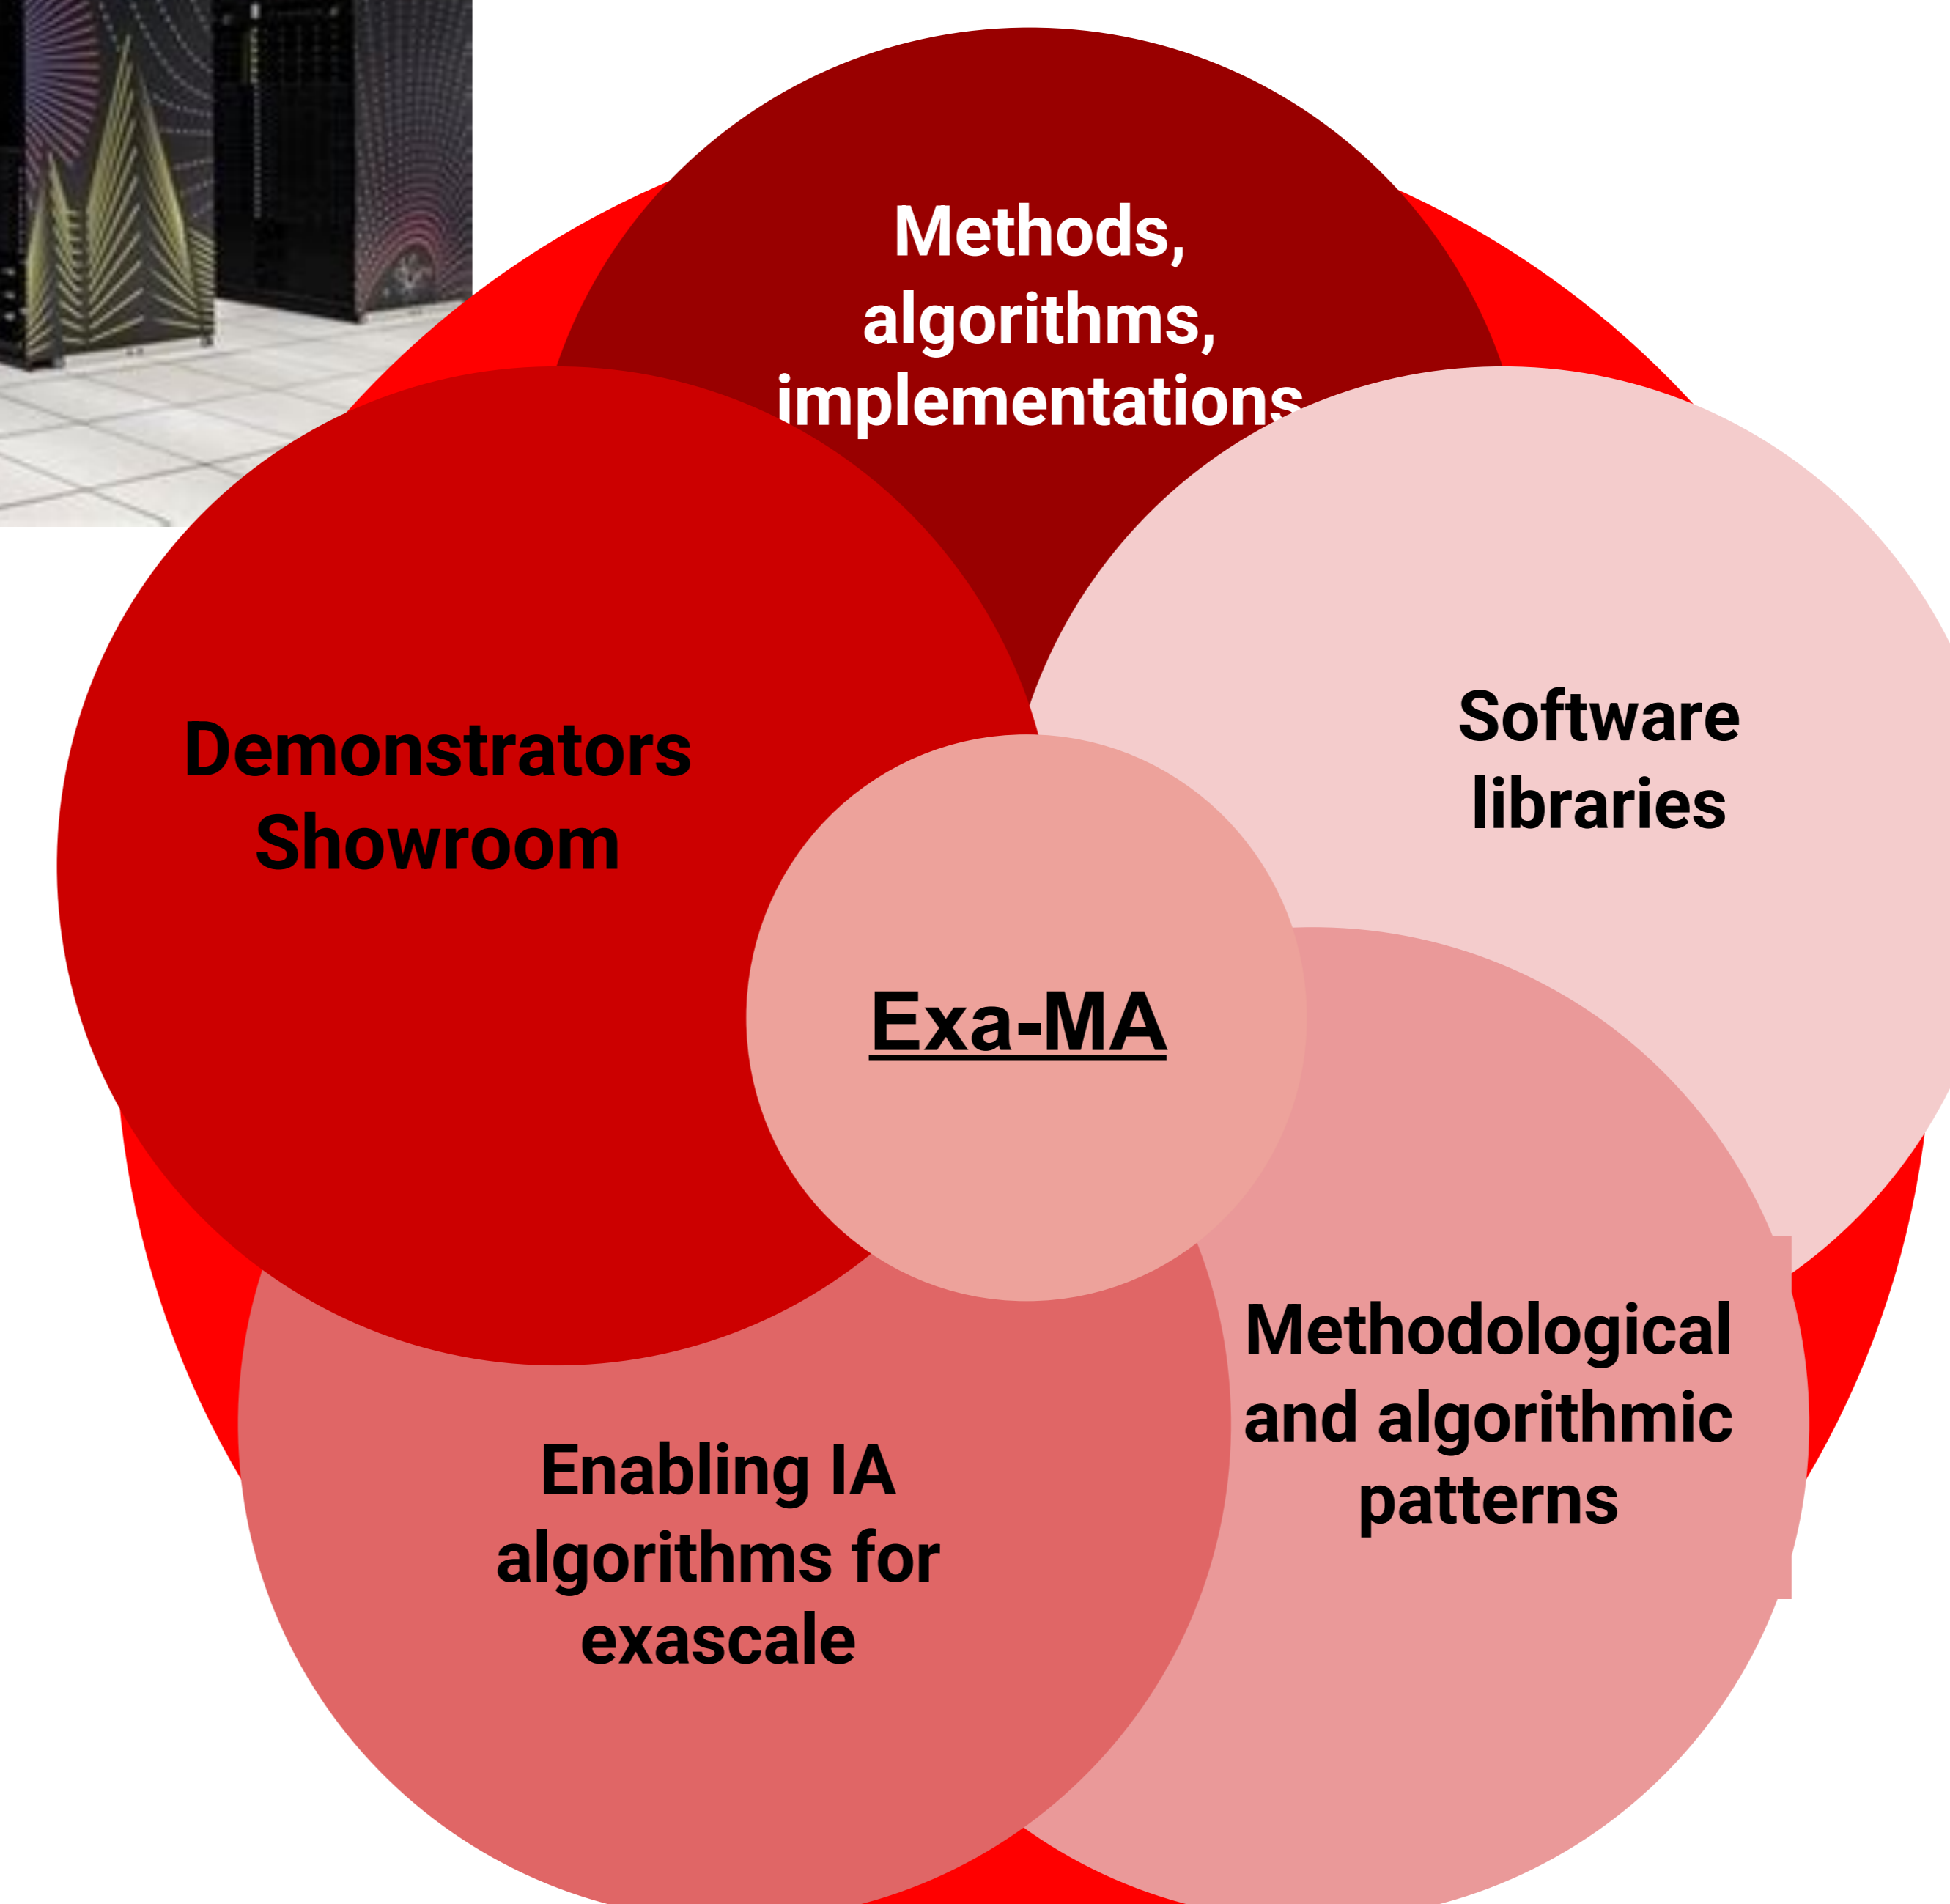 Methods,
algorithms,
implementations
Demonstrators
Showroom
Software
libraries
Exa-MA
Methodological
and algorithmic
patterns
Enabling IA
algorithms for
exascale